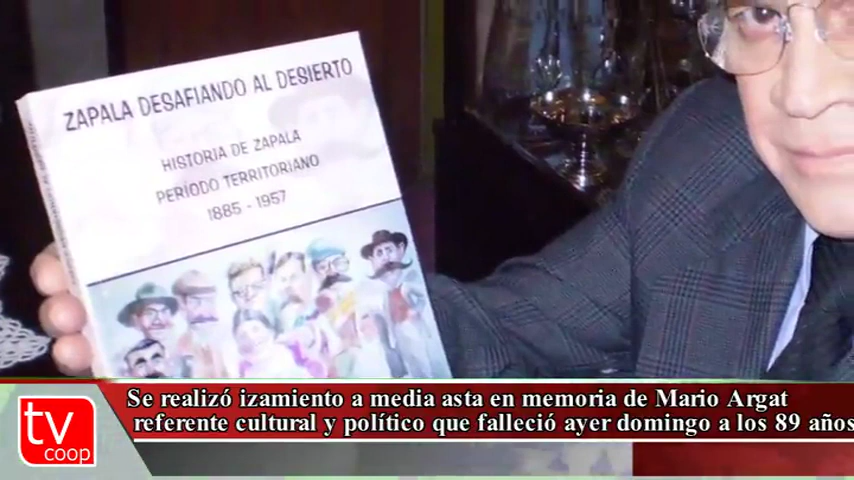 ZAPALA DESAFIANDO AL DESIERTO
HISTORIA DE ZAPALA
PERÍODO TERRITORIANO
1885 - 1957
Se realizó izamiento a media asta en memoria de Mario Argat
referente cultural y político que falleció ayer domingo a los 89 años
tv
coop